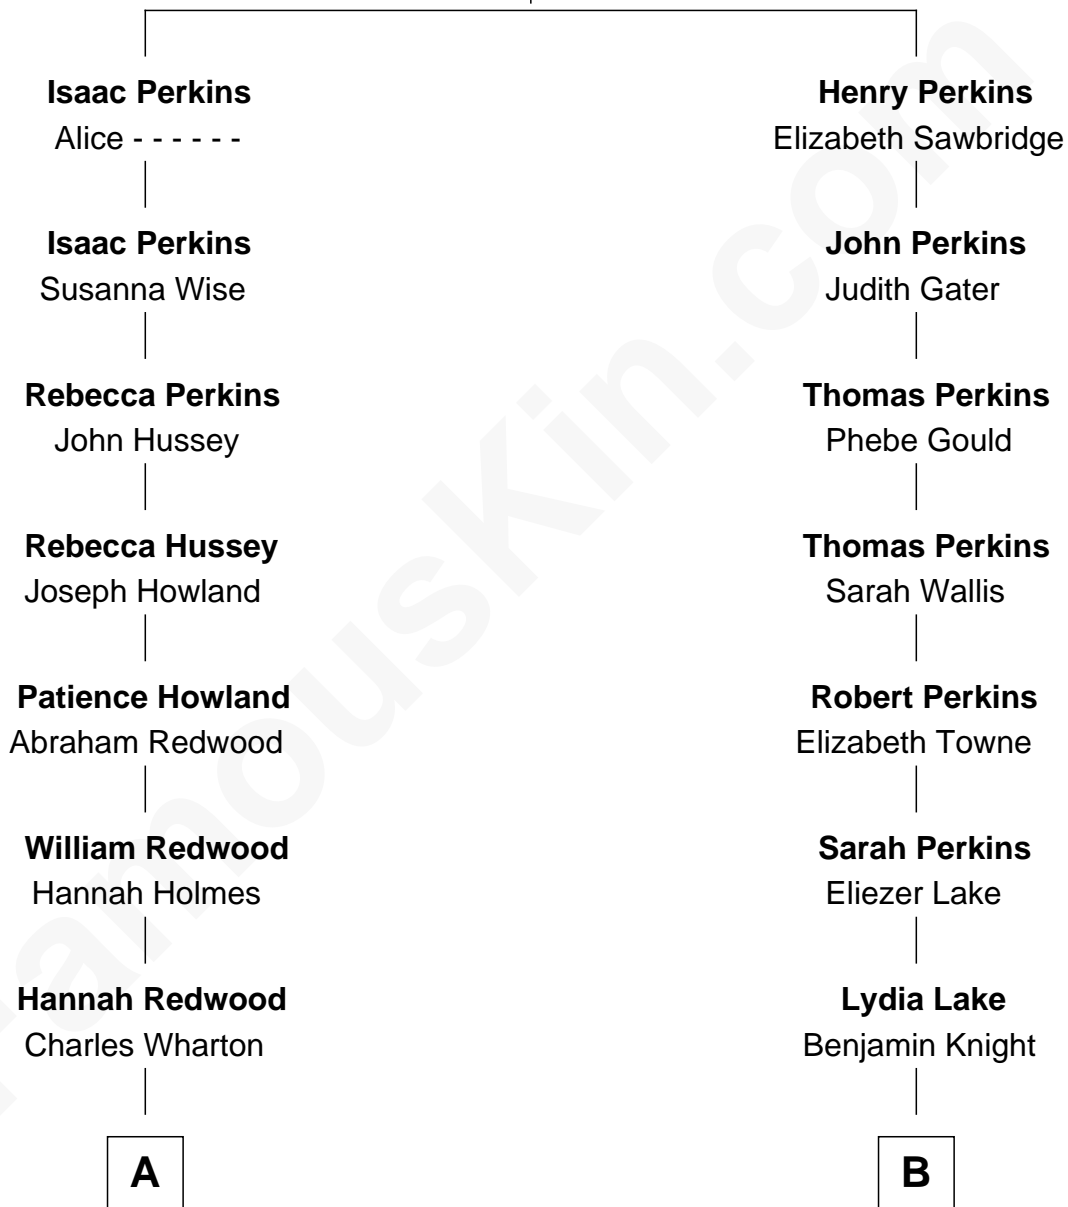 Isaac Perkins
Alice - - - - - -
Isaac Perkins
Susanna Wise
Rebecca Perkins
John Hussey
Rebecca Hussey
Joseph Howland
Patience Howland
Abraham Redwood
William Redwood
Hannah Holmes
Hannah Redwood
Charles Wharton
A
Henry Perkins
Elizabeth Sawbridge
John Perkins
Judith Gater
Thomas Perkins
Phebe Gould
Thomas Perkins
Sarah Wallis
Robert Perkins
Elizabeth Towne
Sarah Perkins
Eliezer Lake
Lydia Lake
Benjamin Knight
B
FamousKin.com